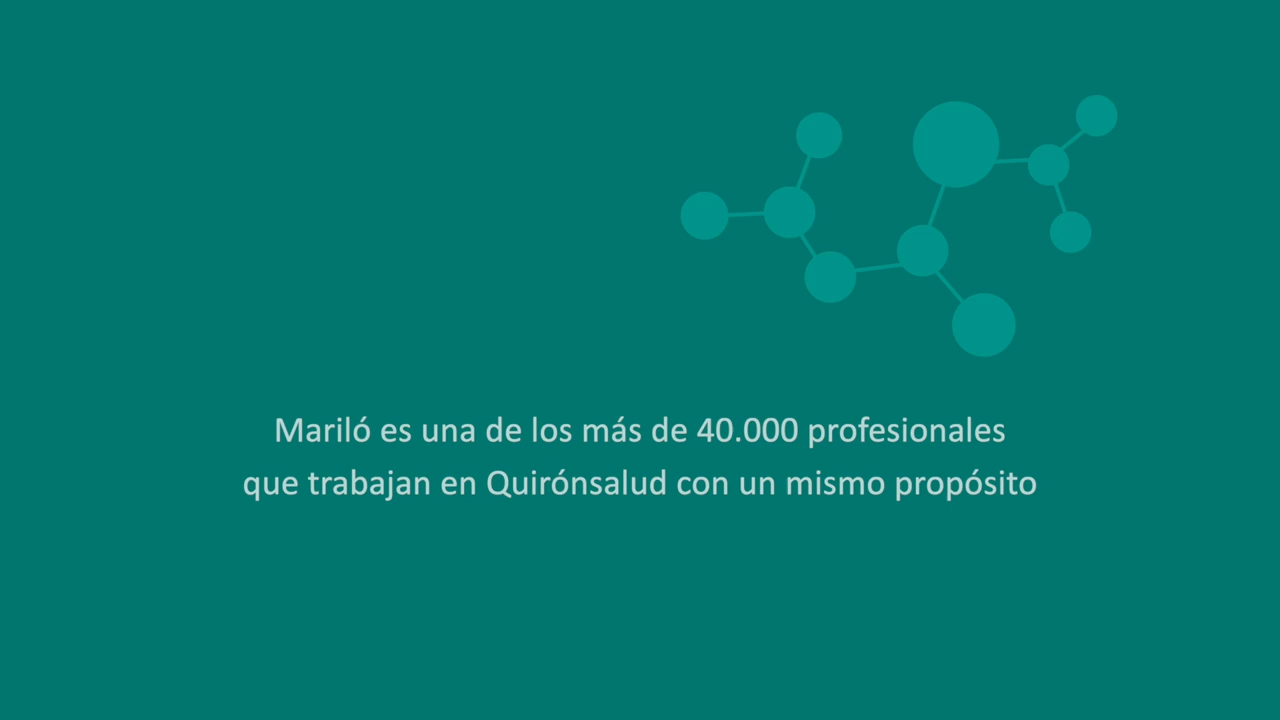 Mariló es una de los más de 40.000 profesionales
que trabajan en Quirónsalud con un mismo propósito